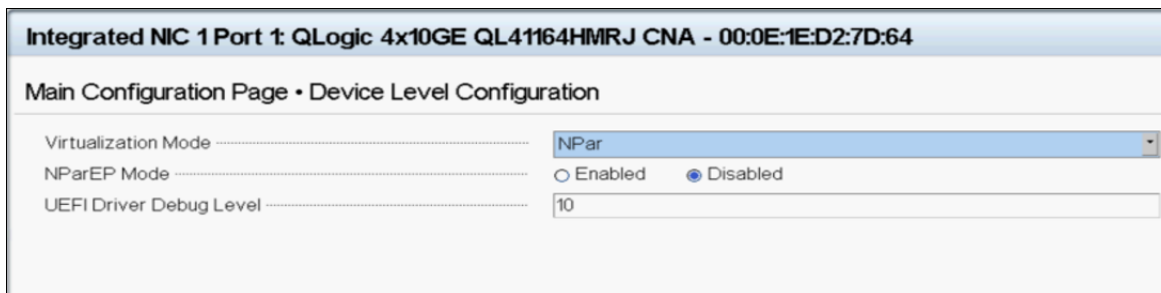 Integrated NIC 1 Port 1: QLogic 4x10GE QL41164HMRJ CNA - 00:0E:1E:D2:7D:64
Main Configuration Page • Device Level Configuration
Virtualization Mode NPar
NParEP Mode Enabled Disabled
UEFI Driver Debug Level 10